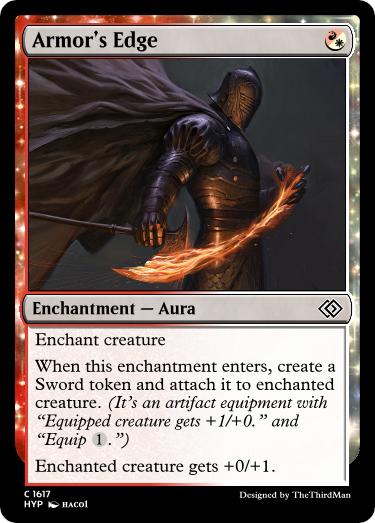 Armor's Edge
Enchantment — Aura
Enchant creature
When this enchantment enters, create a
Sword token and attach it to enchanted
creature. (It's an artifact equipment with
“Equipped creature gets +1/+0.” and
“Equip 1.”)
Enchanted creature gets +0/+1.
C 1617
HYP HACO1 Designed by TheThirdMan